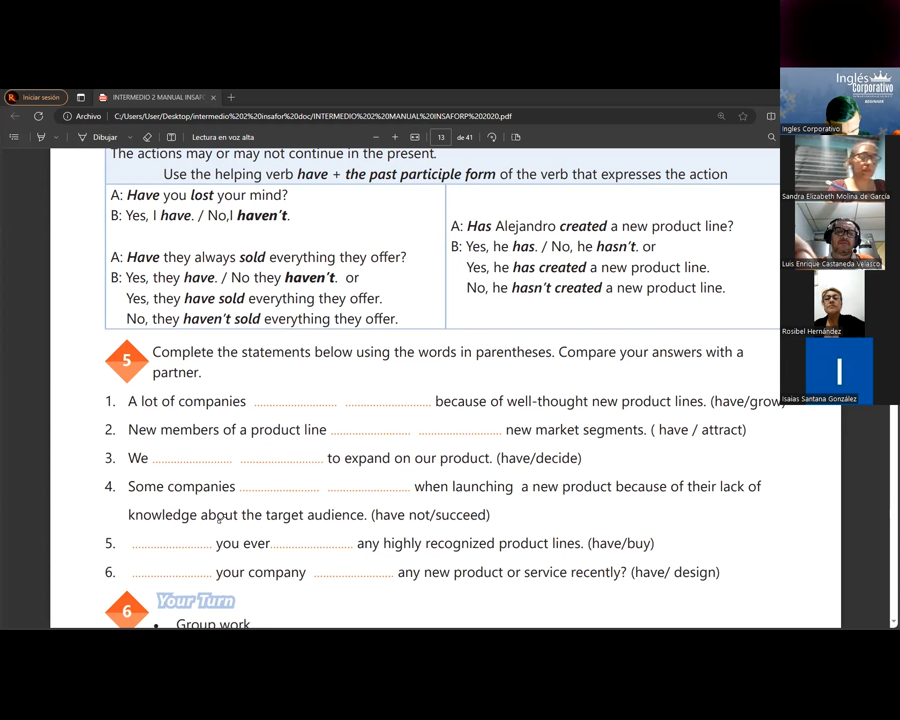 Iniciar sesión
INTERMEDIO 2 MANUAL INSAF
Archivo
C:/Users/User/Desktop/intermedio%202%20insafor%20doc/INTERMEDIO%202%20MANUAL%20INSAFORP%202020.pdf
Dibujar
Lectura en voz alta
13
de 41
The actions may or may not continue in the present.
Use the helping verb have + the past participle form of the verb that expresses the action
A: Have you lost your mind?
B: Yes, I have. / No,I haven't.
A: Have they always sold everything they offer?
B: Yes, they have. / No they haven't. or
Yes, they have sold everything they offer.
No, they haven't sold everything they offer.
A: Has Alejandro created a new product line?
B: Yes, he has. / No, he hasn't. or
Yes, he has created a new product line.
No, he hasn't created a new product line.
5
Complete the statements below using the words in parentheses. Compare your answers with a
partner.
1. A lot of companies ........................... ............................. because of well-thought new product lines. (have/grow)
2. New members of a product line ........................... ............................ new market segments. ( have / attract)
3. We ........................... ............................ to expand on our product. (have/decide)
4. Some companies ........................... ............................ when launching a new product because of their lack of
knowledge about the target audience. (have not/succeed)
5. ........................... you ever............................ any highly recognized product lines. (have/buy)
6. ........................... your company ........................... any new product or service recently? (have/ design)
6
Your Turn
• Group work
Inglés
Corporativo
BEGINNER
Ingles Corporativo
Sandra Elizabeth Molina de García
Luis Enrique Castaneda Velasco
Rosibel Hernández
I
Isaias Santana González